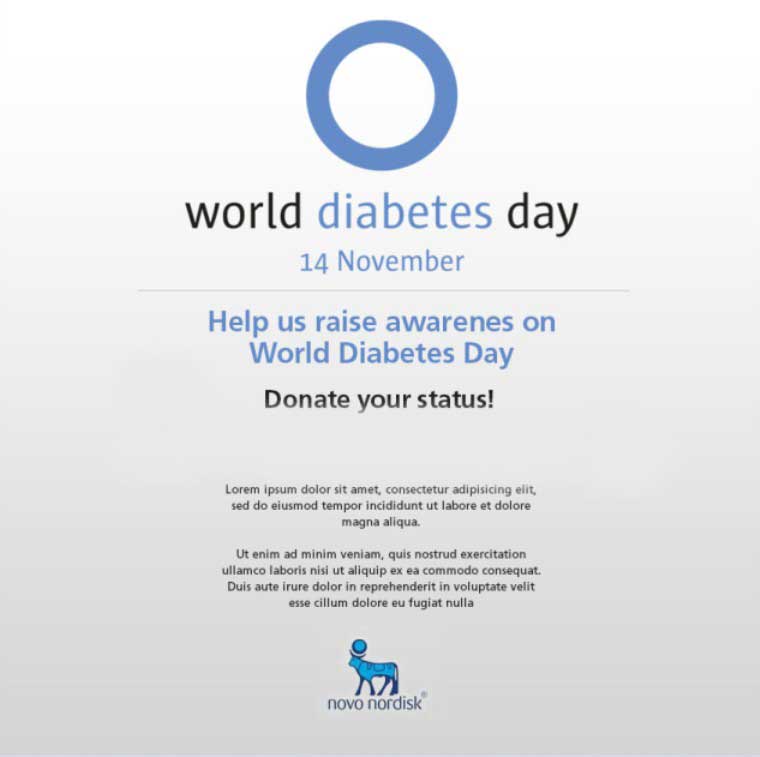 world diabetes day
14 November
Help us raise awarenes on
World Diabetes Day
Donate your status!
Lorem ipsum dolor sit amet, consectetur adipisicing elit,
sed do eiusmod tempor incididunt ut labore et dolore
magna aliqua.
Ut enim ad minim veniam, quis nostrud exercitation
ullamco laboris nisi ut aliquip ex ea commodo consequat.
Duis aute irure dolor in reprehenderit in voluptate velit
esse cillum dolore eu fugiat nulla
novo nordisk®